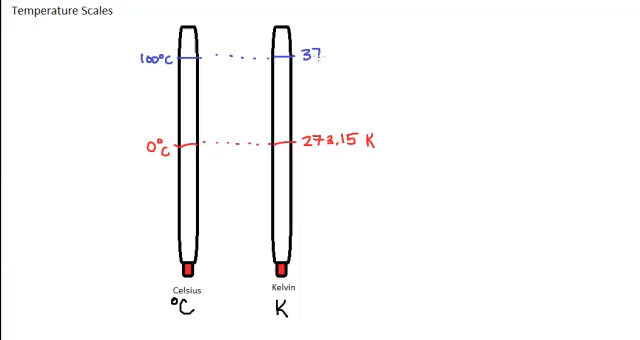 Temperature Scales
100°C 37
0°C 273.15 K
Celsius Kelvin
°C K